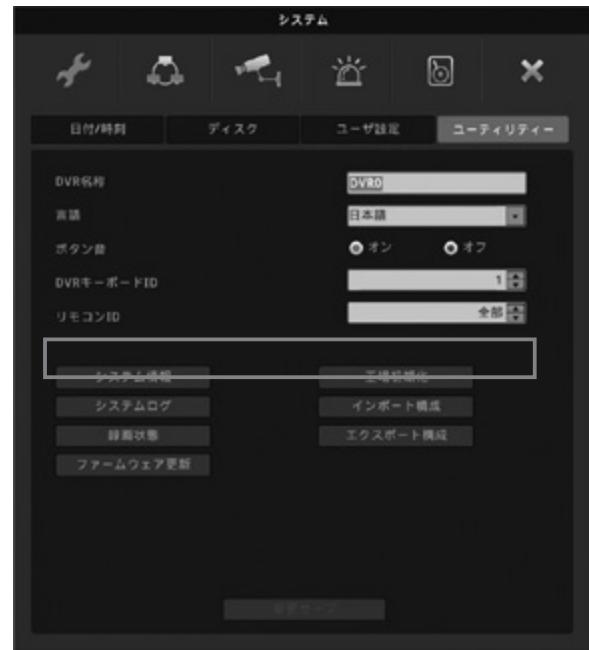 システム
日付/時刻 ディスク ユーザ設定 ユーティリティー
DVR名称 DVR0
言語 日本語
ボタン音 オン オフ
DVRキーボードID 1
リモコンID 全部
システム情報 工場初期化
システムログ インポート構成
録画状態 エクスポート構成
ファームウェア更新